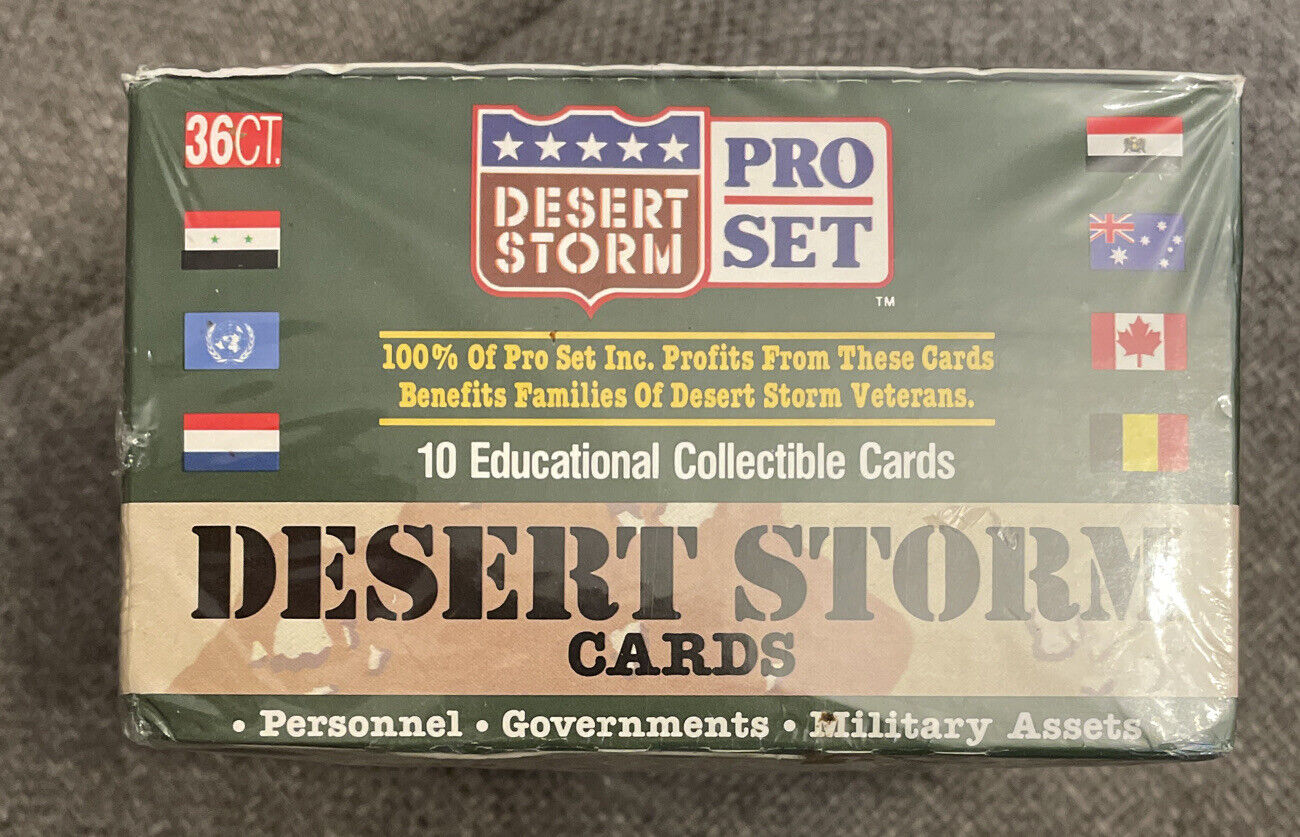 36CT.
DESERT
STORM
PRO
SET
TM
100% Of Pro Set Inc. Profits From These Cards
Benefits Families Of Desert Storm Veterans.
10 Educational Collectible Cards
DESERT STORM
CARDS
• Personnel • Governments • Military Assets